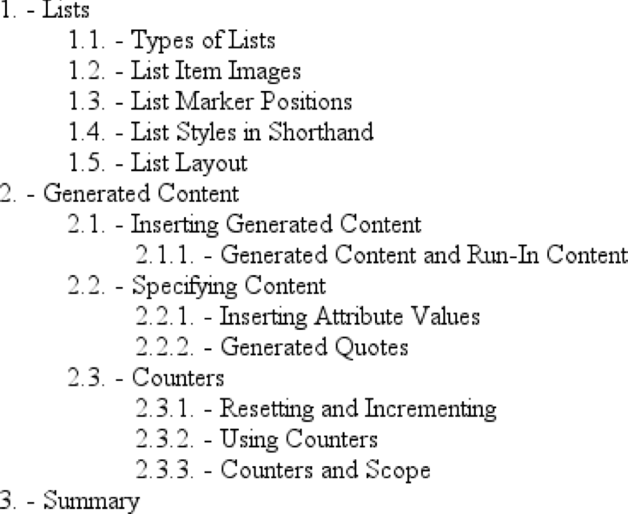 1. - Lists
1.1. - Types of Lists
1.2. - List Item Images
1.3. - List Marker Positions
1.4. - List Styles in Shorthand
1.5. - List Layout
2. - Generated Content
2.1. - Inserting Generated Content
2.1.1. - Generated Content and Run-In Content
2.2. - Specifying Content
2.2.1. - Inserting Attribute Values
2.2.2. - Generated Quotes
2.3. - Counters
2.3.1. - Resetting and Incrementing
2.3.2. - Using Counters
2.3.3. - Counters and Scope
3. - Summary